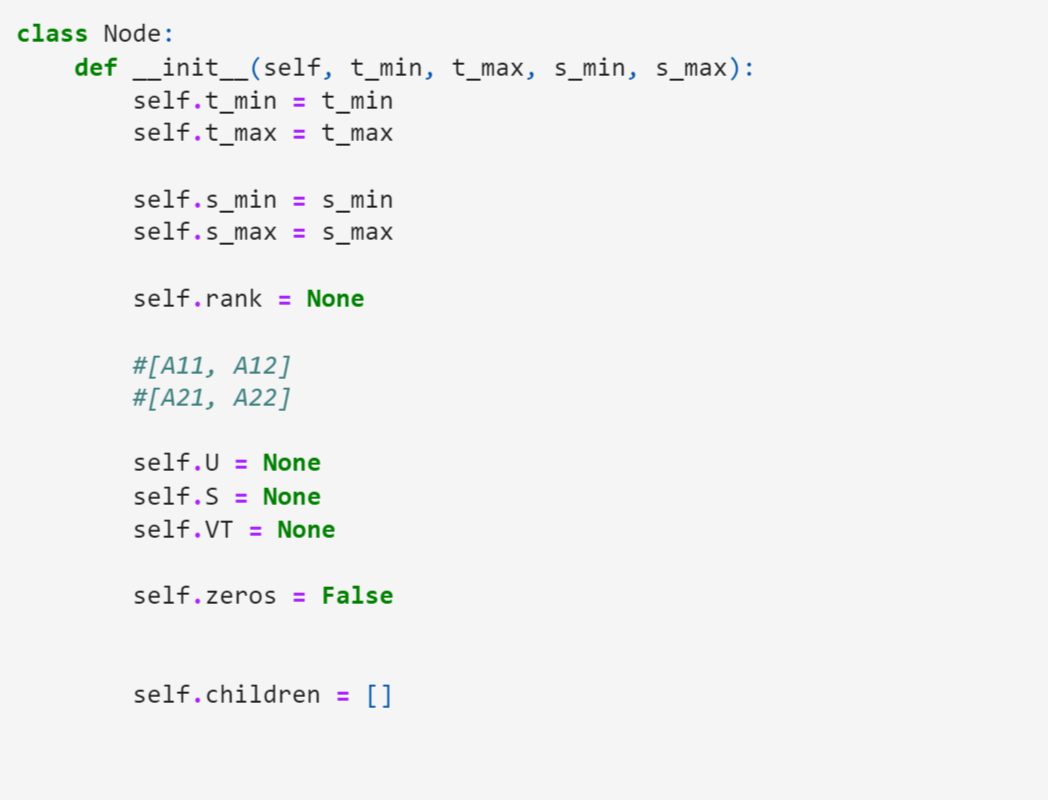 class Node:
    def __init__(self, t_min, t_max, s_min, s_max):
        self.t_min = t_min
        self.t_max = t_max
        self.s_min = s_min
        self.s_max = s_max
        self.rank = None
        #[A11, A12]
        #[A21, A22]
        self.U = None
        self.S = None
        self.VT = None
        self.zeros = False
        self.children = []